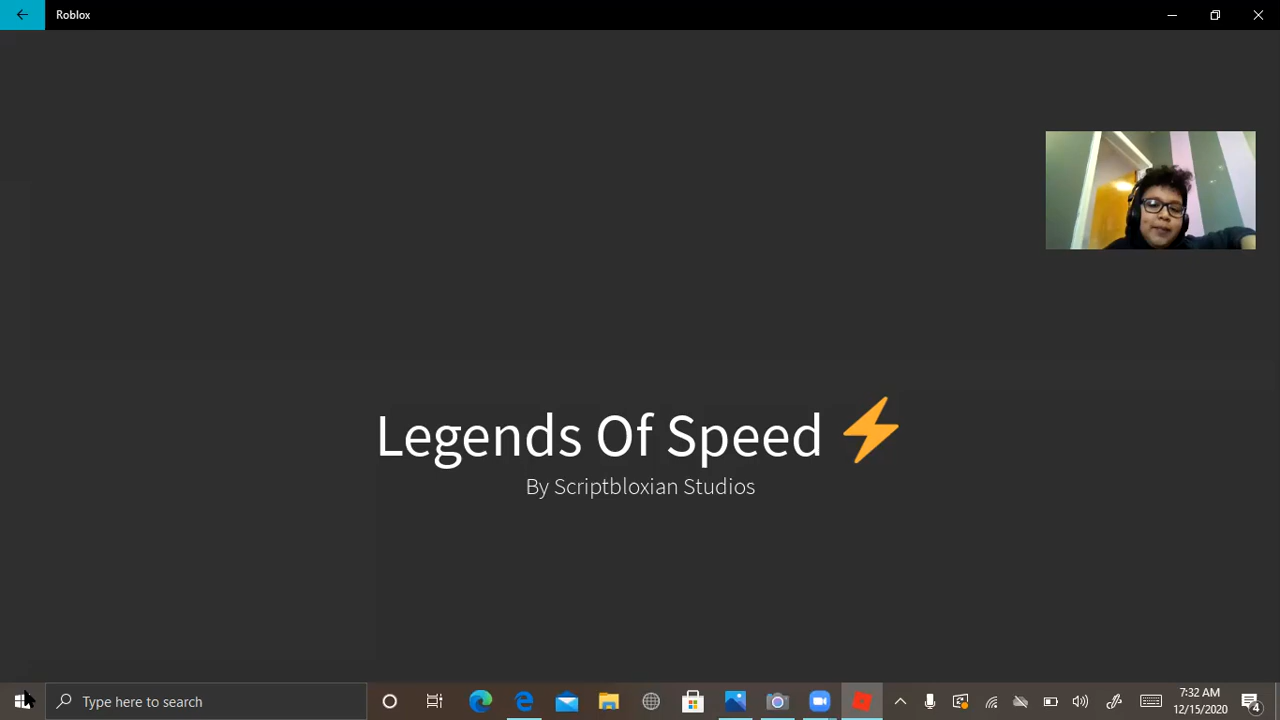 Roblox
Legends Of Speed ⚡
By Scriptbloxian Studios
Type here to search
7:32 AM
12/15/2020
4